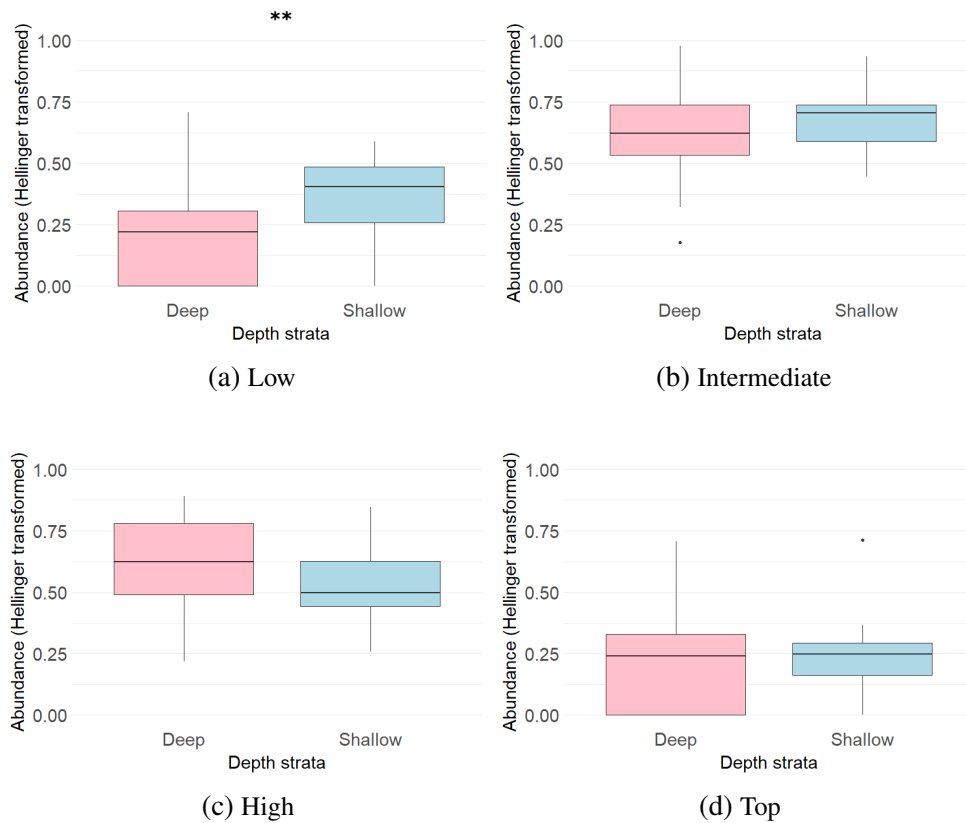 **
Abundance (Hellinger transformed)
1.00
0.75
0.50
0.25
0.00
Deep Shallow
Depth strata
(a) Low
Abundance (Hellinger transformed)
1.00
0.75
0.50
0.25
0.00
Deep Shallow
Depth strata
(b) Intermediate
Abundance (Hellinger transformed)
1.00
0.75
0.50
0.25
0.00
Deep Shallow
Depth strata
(c) High
Abundance (Hellinger transformed)
1.00
0.75
0.50
0.25
0.00
Deep Shallow
Depth strata
(d) Top